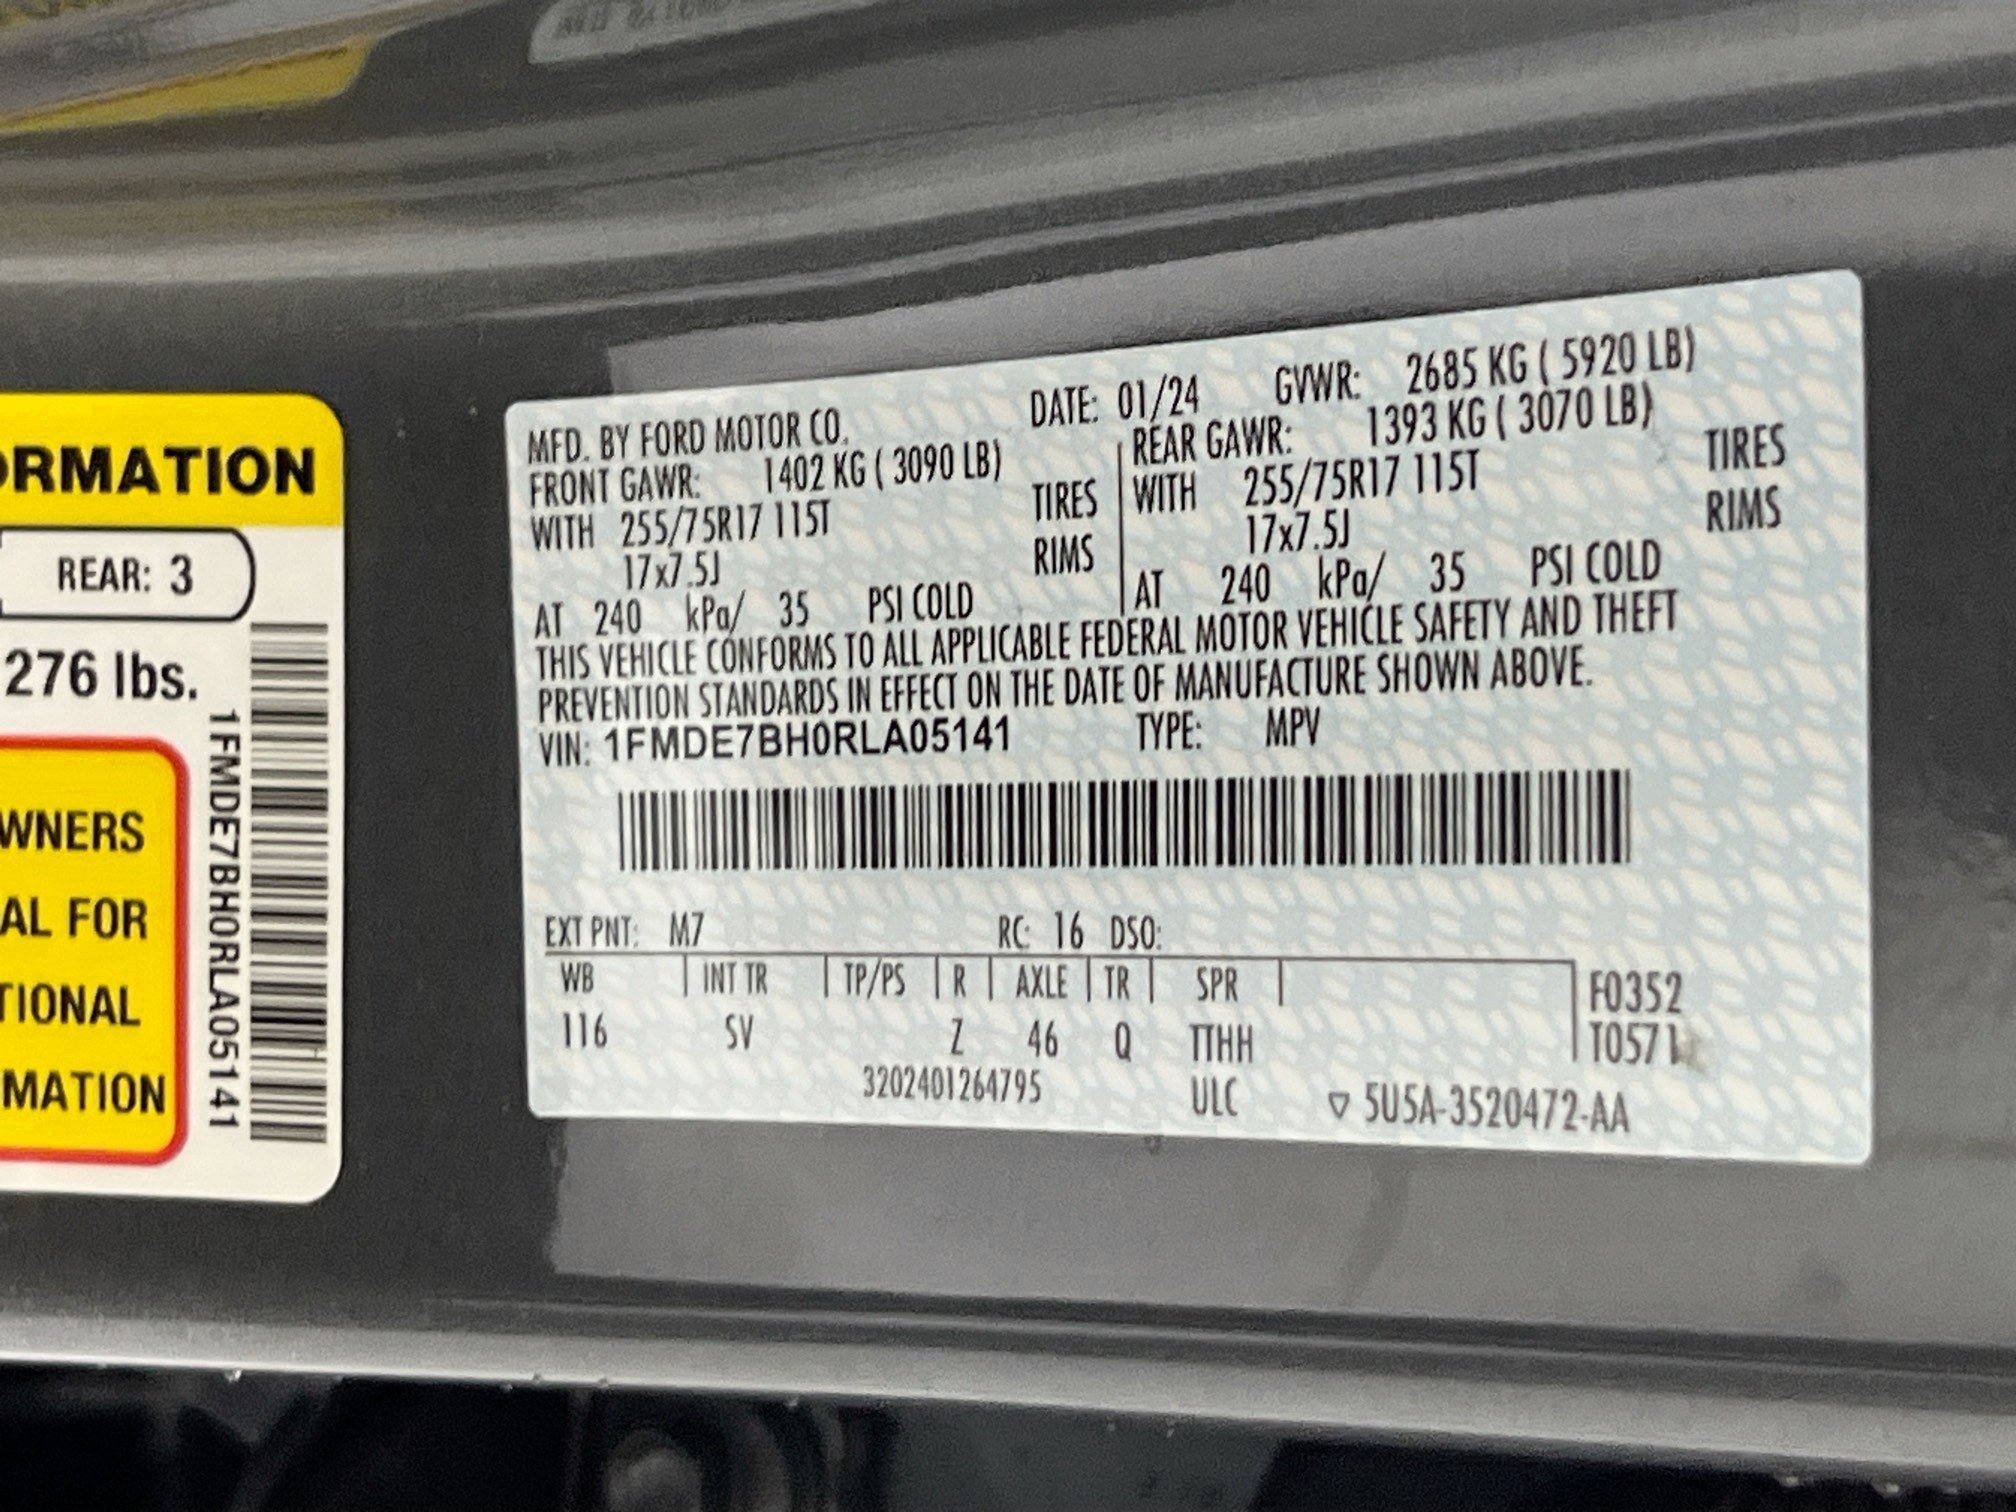 ORMATION
REAR: 3
276 lbs.
WNERS
AL FOR
TIONAL
MATION
1FMDE7BH0RLA05141
MFD. BY FORD MOTOR CO. DATE: 01/24 GVWR: 2685 KG ( 5920 LB)
FRONT GAWR: 1402 KG ( 3090 LB) REAR GAWR: 1393 KG ( 3070 LB)
WITH 255/75R17 115T TIRES WITH 255/75R17 115T TIRES
17x7.5J RIMS 17x7.5J RIMS
AT 240 kPa/ 35 PSI COLD AT 240 kPa/ 35 PSI COLD
THIS VEHICLE CONFORMS TO ALL APPLICABLE FEDERAL MOTOR VEHICLE SAFETY AND THEFT
PREVENTION STANDARDS IN EFFECT ON THE DATE OF MANUFACTURE SHOWN ABOVE.
VIN: 1FMDE7BH0RLA05141 TYPE: MPV
EXT PNT: M7 RC: 16 DSO:
WB INT TR TP/PS R AXLE TR SPR F0352
116 SV Z 46 Q TTHH T0571
3202401264795 ULC ▽ 5U5A-3520472-AA